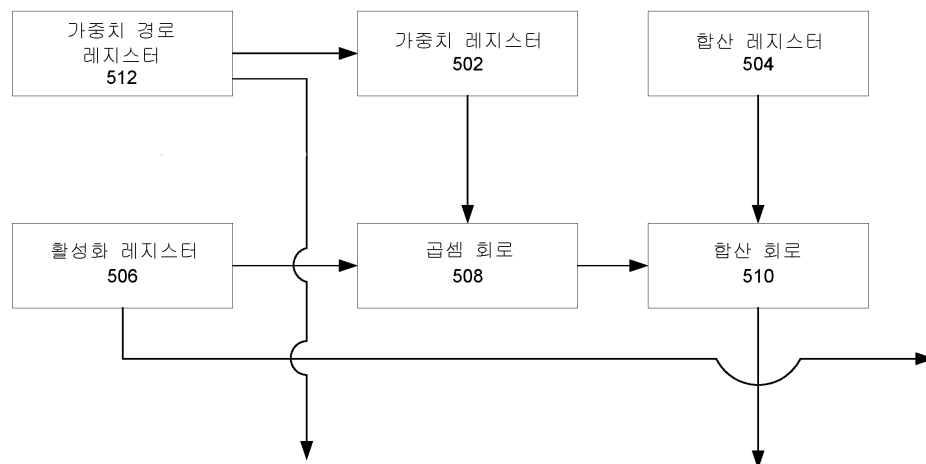 가중치 경로
레지스터
512
가중치 레지스터
502
합산 레지스터
504
활성화 레지스터
506
곱셈 회로
508
합산 회로
510